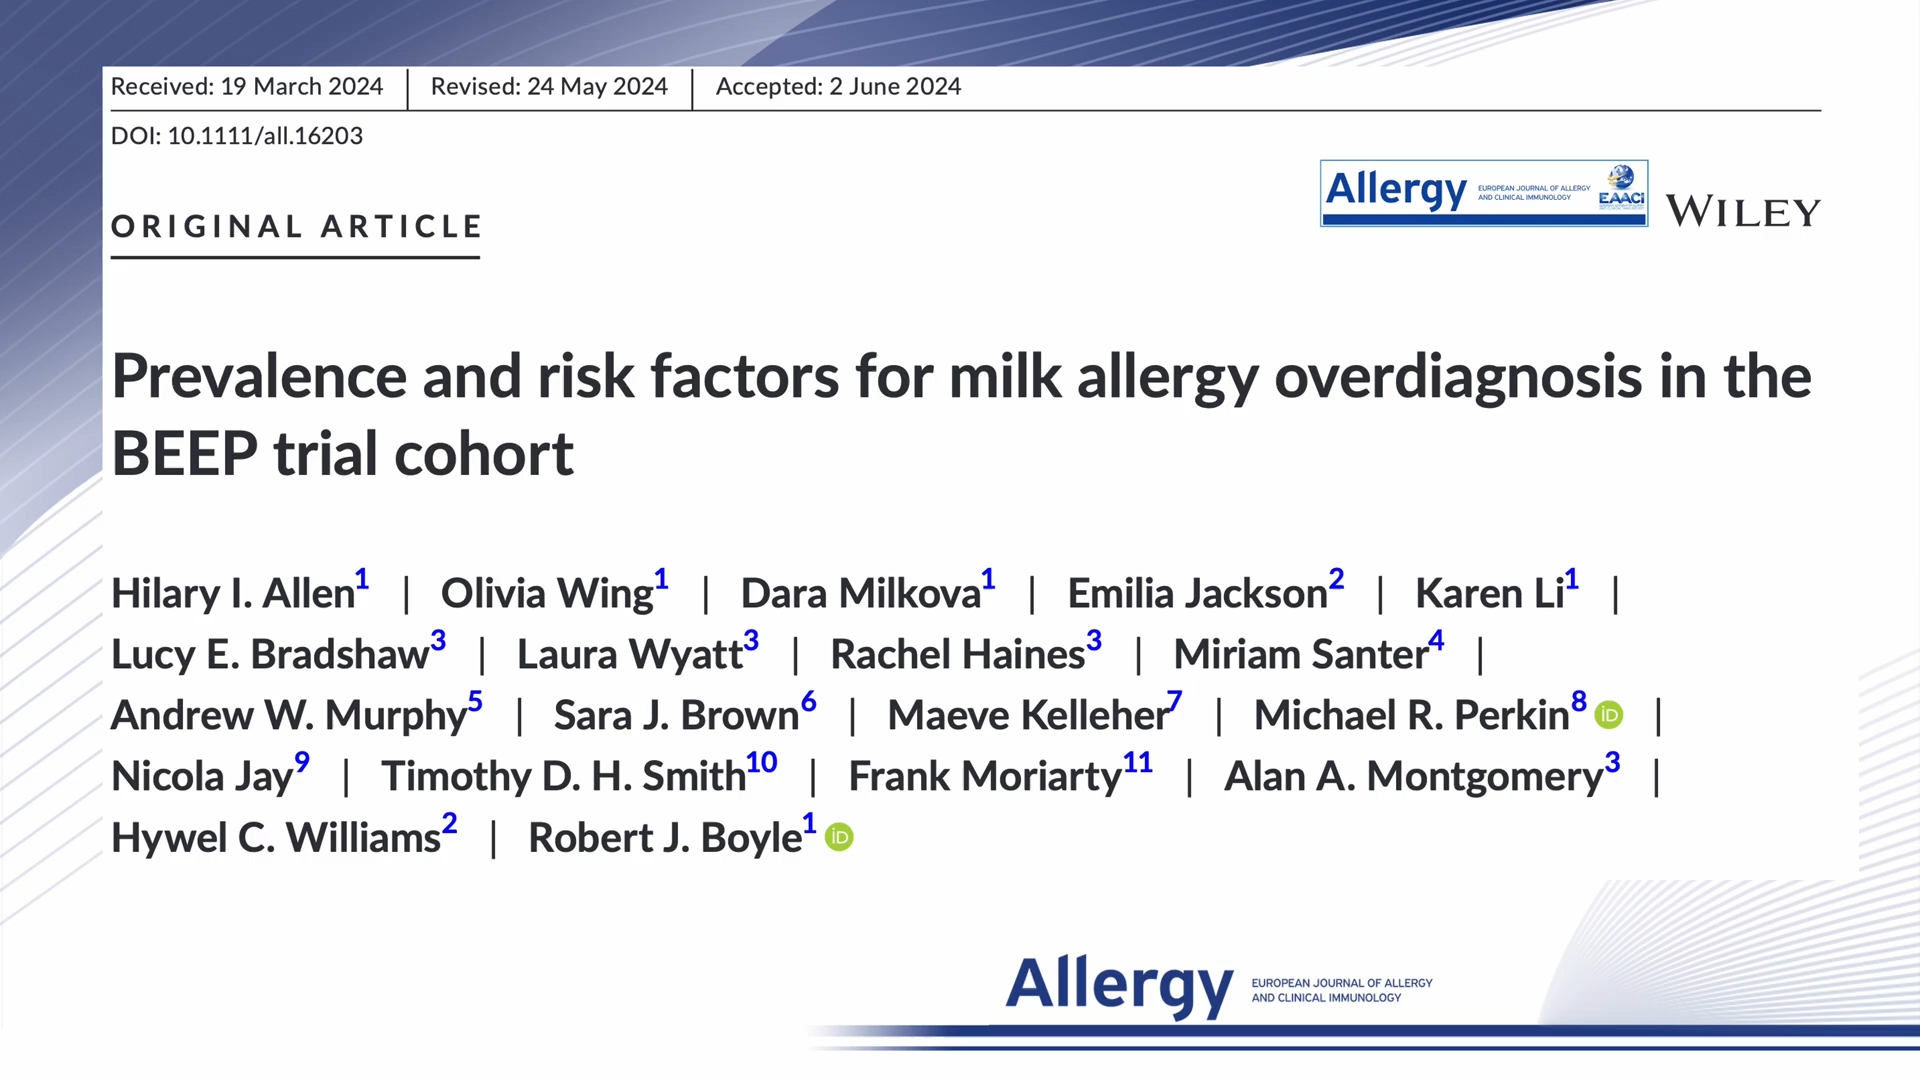 Received: 19 March 2024 | Revised: 24 May 2024 | Accepted: 2 June 2024
DOI: 10.1111/all.16203
Allergy EUROPEAN JOURNAL OF ALLERGY
AND CLINICAL IMMUNOLOGY
EAACI
WILEY
ORIGINAL ARTICLE
Prevalence and risk factors for milk allergy overdiagnosis in the
BEEP trial cohort
Hilary I. Allen1 | Olivia Wing1 | Dara Milkova1 | Emilia Jackson2 | Karen Li1 |
Lucy E. Bradshaw3 | Laura Wyatt3 | Rachel Haines3 | Miriam Santer4 |
Andrew W. Murphy5 | Sara J. Brown6 | Maeve Kelleher7 | Michael R. Perkin8 iD |
Nicola Jay9 | Timothy D. H. Smith10 | Frank Moriarty11 | Alan A. Montgomery3 |
Hywel C. Williams2 | Robert J. Boyle1 iD
Allergy EUROPEAN JOURNAL OF ALLERGY
AND CLINICAL IMMUNOLOGY